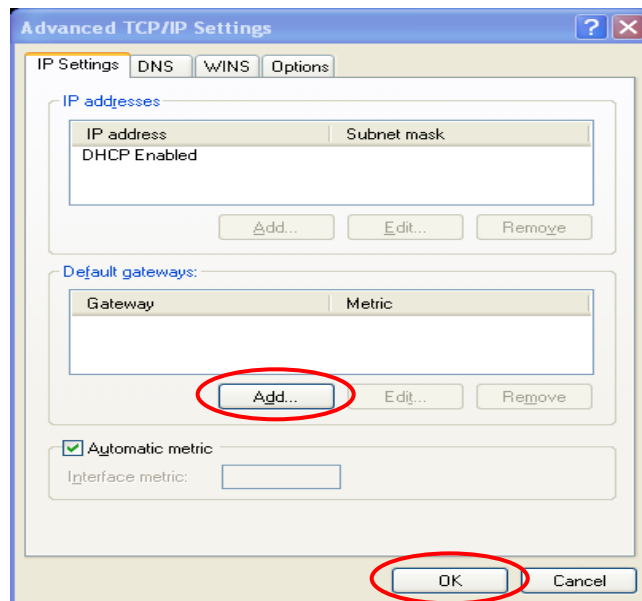 Advanced TCP/IP Settings
IP Settings DNS WINS Options
IP addresses
IP address Subnet mask
DHCP Enabled
Add... Edit... Remove
Default gateways:
Gateway Metric
Add... Edit... Remove
Automatic metric
Interface metric:
OK Cancel